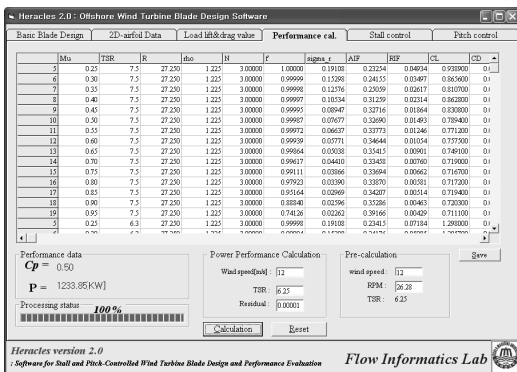 Heracles 2.0 : Offshore Wind Turbine Blade Design Software
Basic Blade Design 2D-airfoil Data Load lift&drag value Performance cal. Stall control Pitch control
Mu TSR R rho N f sigma_r AIF RIF CL CD
5 0.25 7.5 27.250 1.225 3.00000 1.00000 0.19108 0.23254 0.04934 0.938900
6 0.30 7.5 27.250 1.225 3.00000 0.99999 0.15298 0.24155 0.03497 0.865600
7 0.35 7.5 27.250 1.225 3.00000 0.99998 0.12576 0.25059 0.02617 0.810700
8 0.40 7.5 27.250 1.225 3.00000 0.99997 0.10534 0.31259 0.02314 0.862800
9 0.45 7.5 27.250 1.225 3.00000 0.99995 0.08947 0.32716 0.01864 0.830800
10 0.50 7.5 27.250 1.225 3.00000 0.99987 0.07677 0.32690 0.01493 0.789400
11 0.55 7.5 27.250 1.225 3.00000 0.99972 0.06637 0.33773 0.01246 0.771200
12 0.60 7.5 27.250 1.225 3.00000 0.99939 0.05771 0.34644 0.01054 0.757500
13 0.65 7.5 27.250 1.225 3.00000 0.99864 0.05038 0.35415 0.00901 0.749100
14 0.70 7.5 27.250 1.225 3.00000 0.99617 0.04410 0.33458 0.00760 0.719000
15 0.75 7.5 27.250 1.225 3.00000 0.99111 0.03866 0.33694 0.00662 0.716700
16 0.80 7.5 27.250 1.225 3.00000 0.97923 0.03390 0.33870 0.00581 0.717200
17 0.85 7.5 27.250 1.225 3.00000 0.95164 0.02969 0.34207 0.00514 0.719400
18 0.90 7.5 27.250 1.225 3.00000 0.88840 0.02596 0.35286 0.00463 0.720300
19 0.95 7.5 27.250 1.225 3.00000 0.74126 0.02262 0.39166 0.00429 0.711100
5 0.25 6.3 27.250 1.225 3.00000 0.99998 0.19108 0.23415 0.07184 1.298000
Performance data
Cp = 0.50
P = 1233.85[KW]
Processing status 100%
Power Performance Calculation
Wind speed[m/s] : 12
TSR : 6.25
Residual : 0.00001
Calculation Reset
Pre-calculation
wind speed : 12
RPM : 26.28
TSR : 6.25
Save
Heracles version 2.0
: Software for Stall and Pitch-Controlled Wind Turbine Blade Design and Performance Evaluation
Flow Informatics Lab